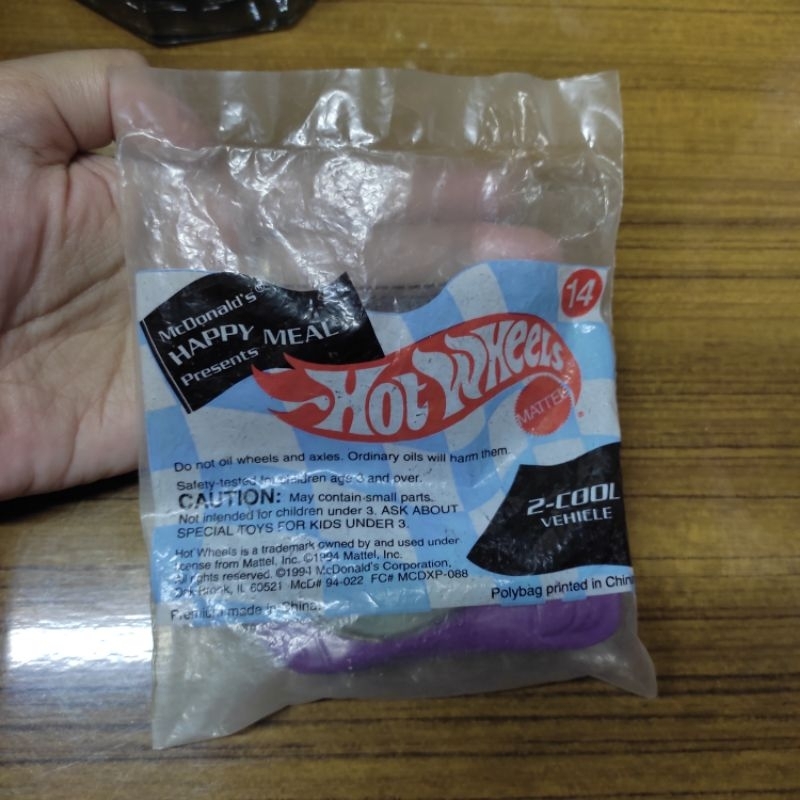 14
McDonald's®
HAPPY MEAL
Presents
HOT WHEELS
MATTEL ®
Do not oil wheels and axles. Ordinary oils will harm them.
Safety-tested for children age 3 and over.
CAUTION: May contain small parts.
Not intended for children under 3. ASK ABOUT
SPECIAL TOYS FOR KIDS UNDER 3.
2-COOL
VEHICLE
Hot Wheels is a trademark owned by and used under
license from Mattel, Inc. ©1994 Mattel, Inc.
All rights reserved. ©1994 McDonald's Corporation,
Oak Brook, IL 60521 McD# 94-022 FC# MCDXP-088
Premium made in China.
Polybag printed in China